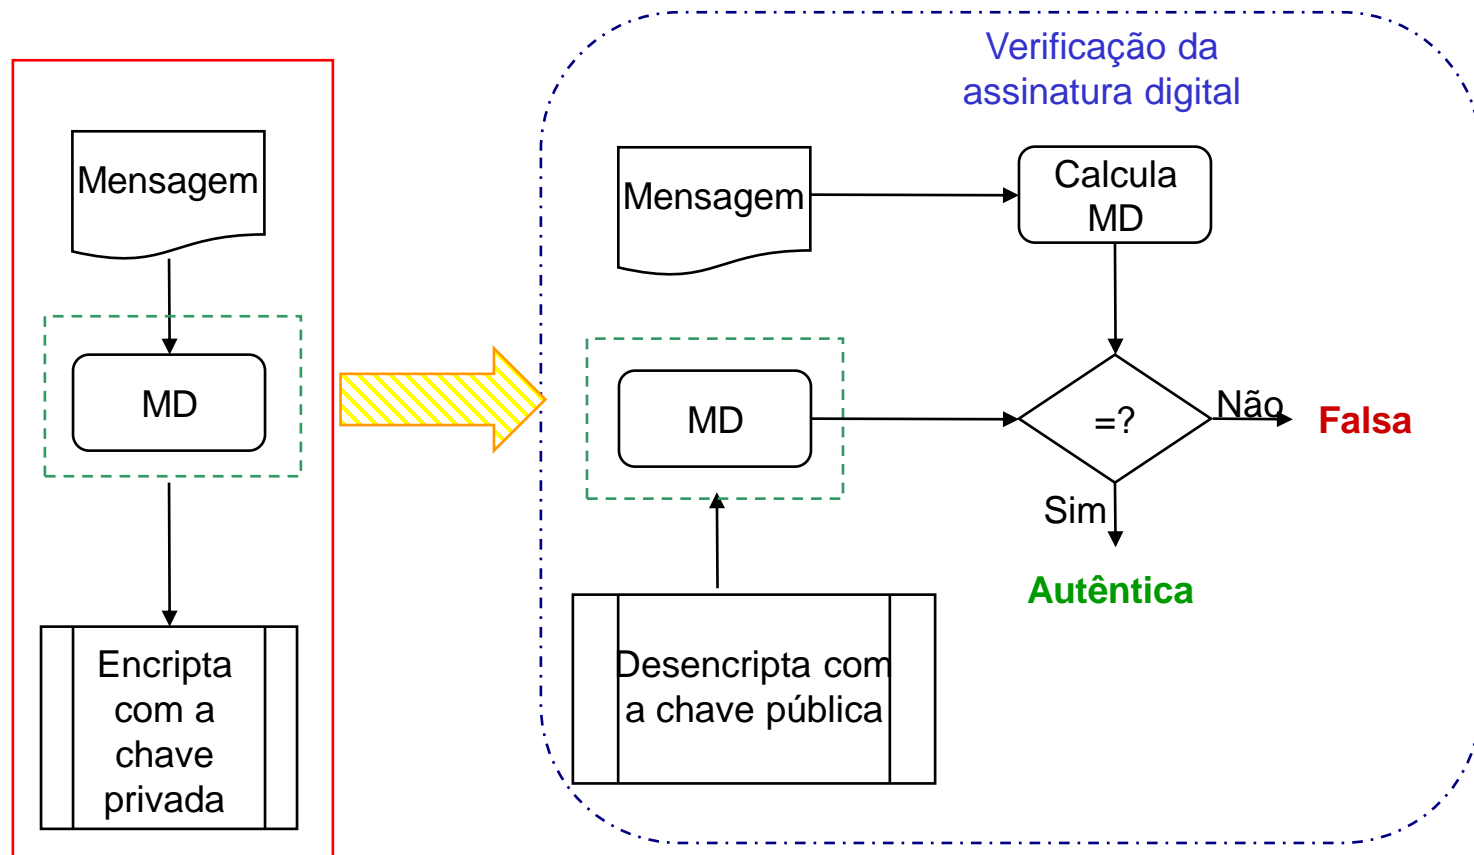 Mensagem
MD
Encripta
com a
chave
privada
Verificação da
assinatura digital
Mensagem
Calcula
MD
MD
=?
Não
Falsa
Sim
Autêntica
Desencripta com
a chave pública